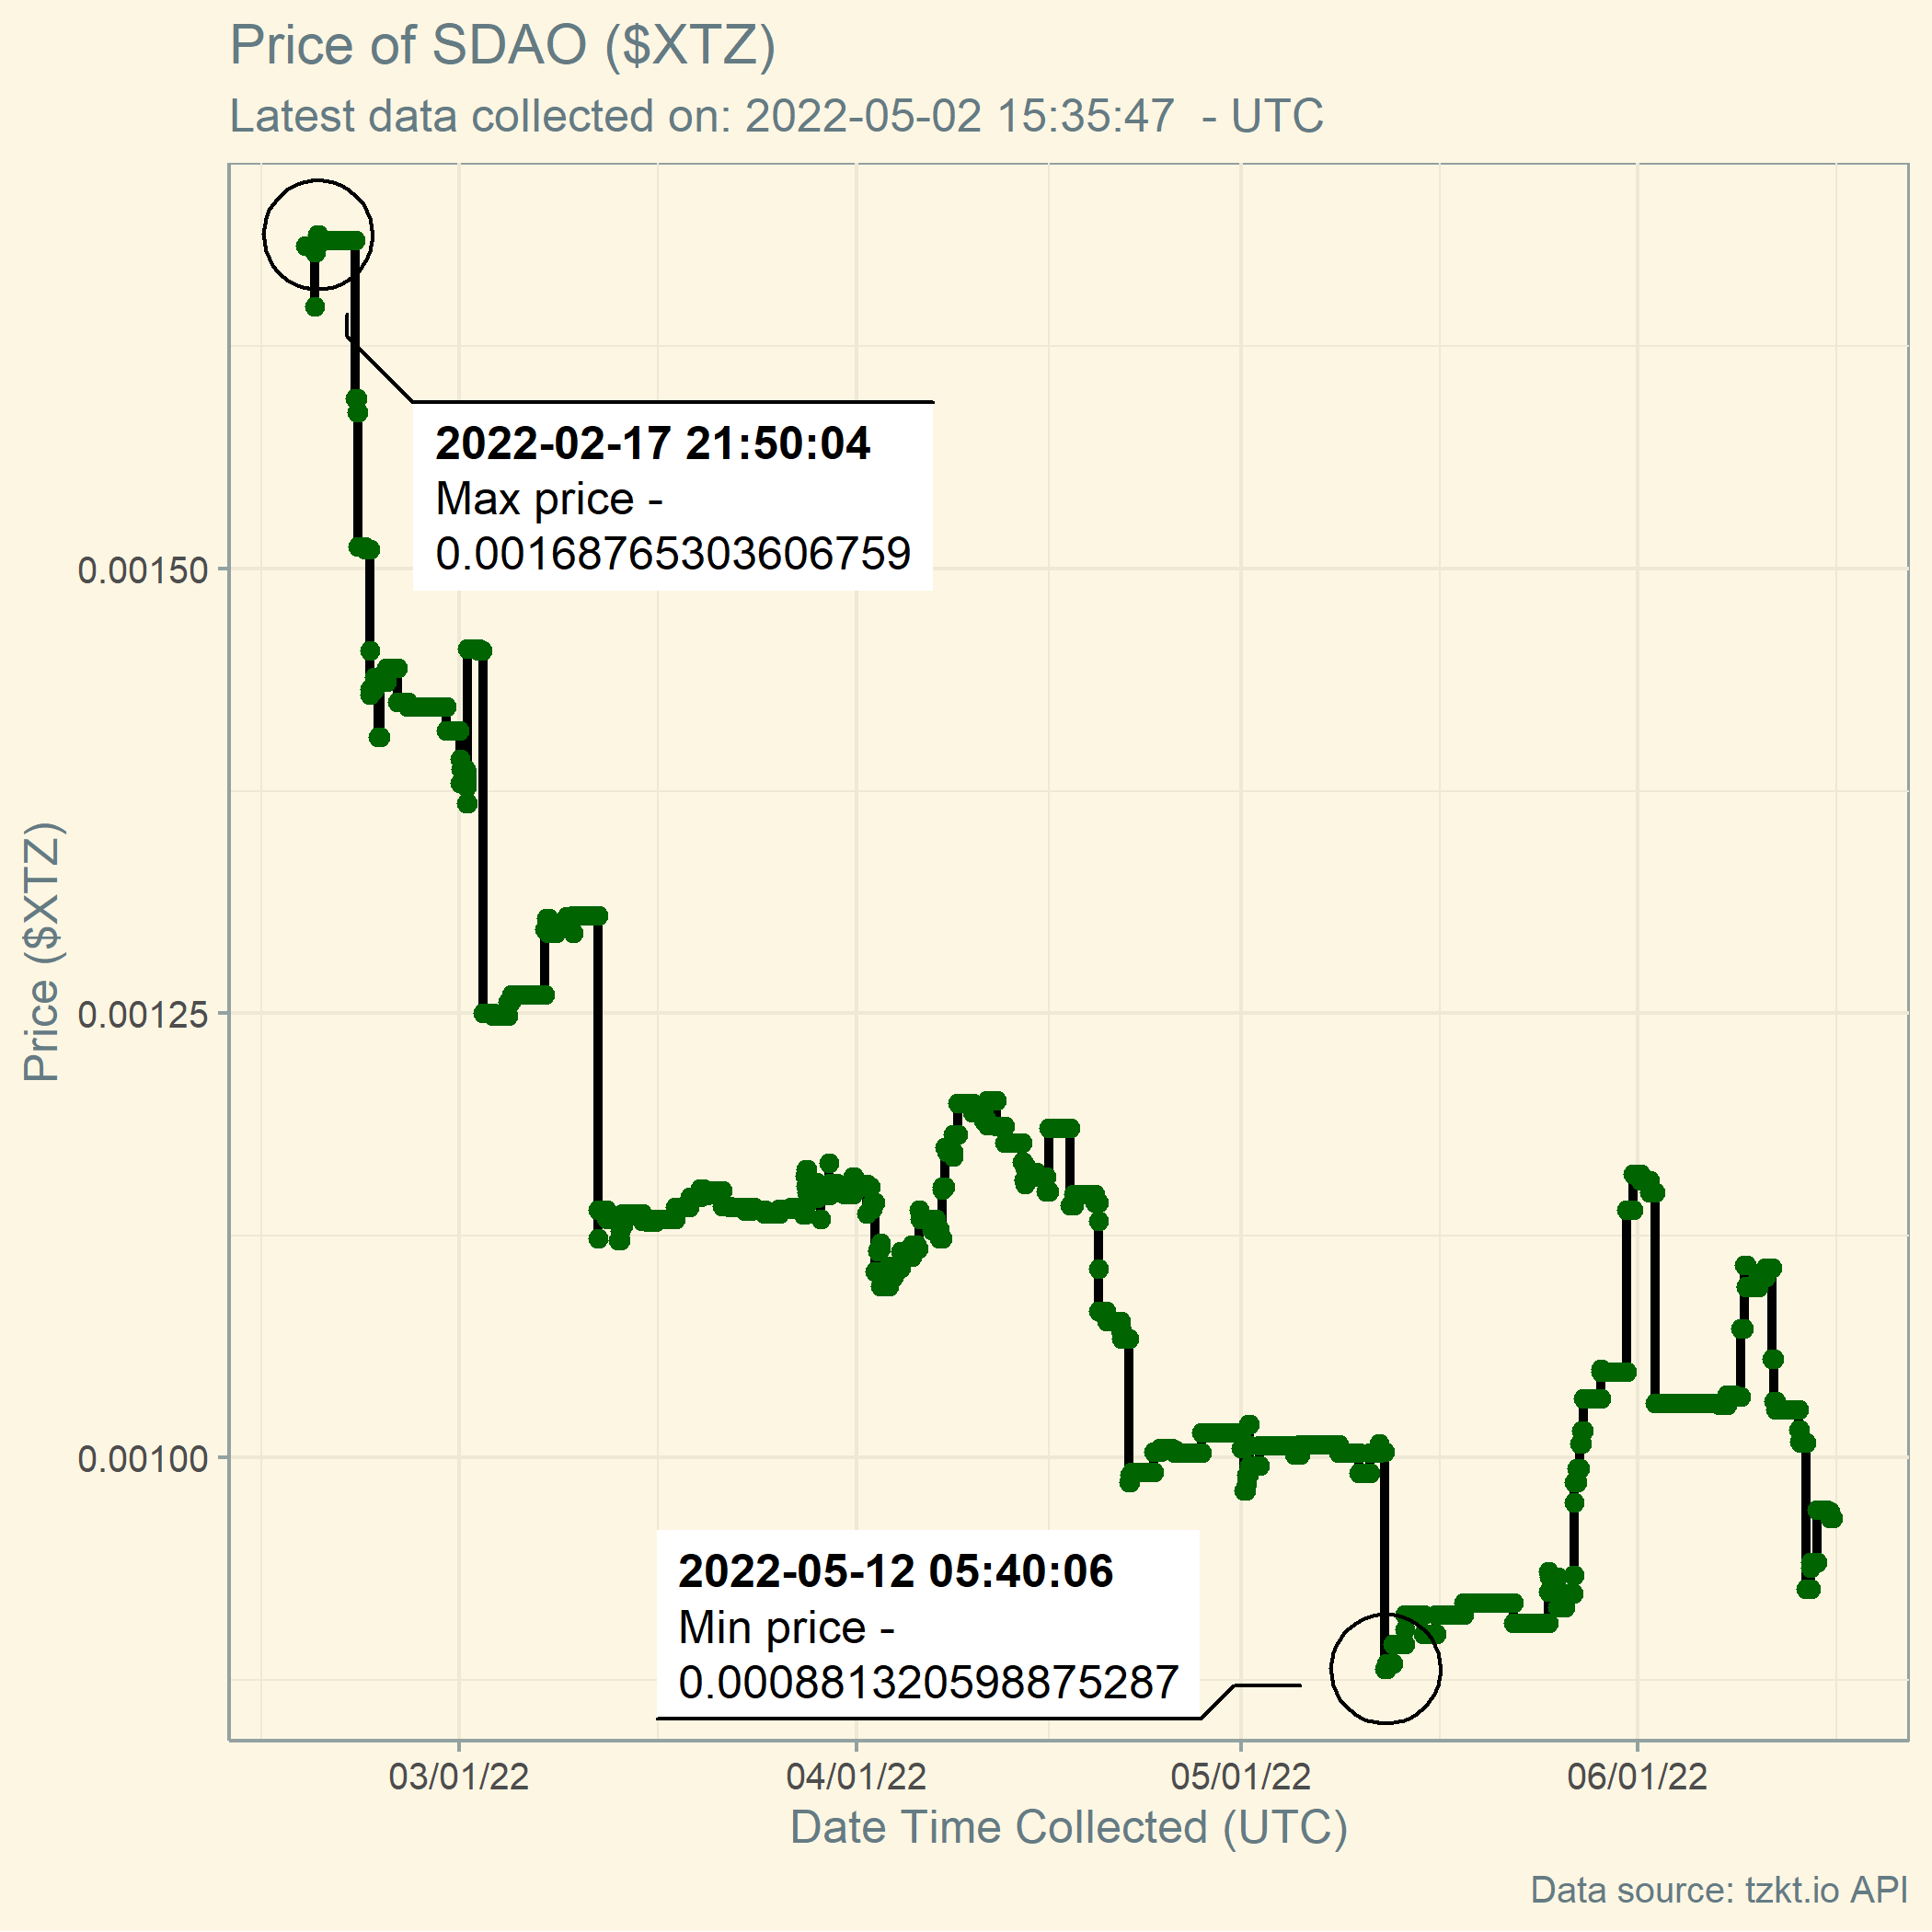 Price of SDAO ($XTZ)
Latest data collected on: 2022-05-02 15:35:47  - UTC
2022-02-17 21:50:04
Max price -
0.00168765303606759
0.00150
0.00125
0.00100
Price ($XTZ)
2022-05-12 05:40:06
Min price -
0.000881320598875287
03/01/22
04/01/22
05/01/22
06/01/22
Date Time Collected (UTC)
Data source: tzkt.io API